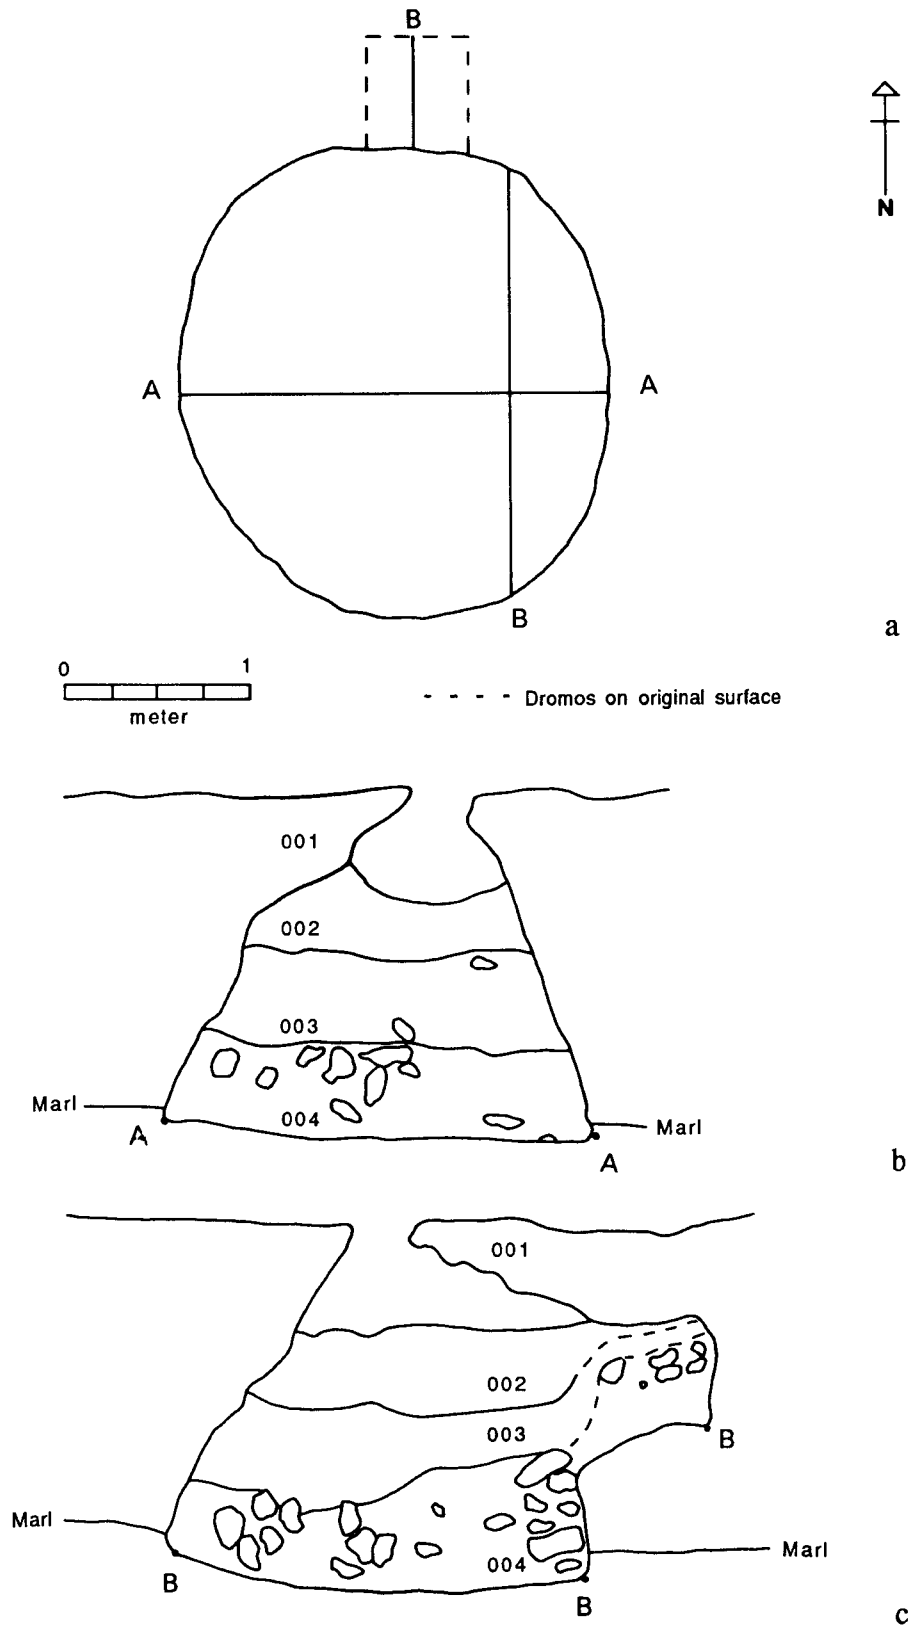 B
N
A A
B
a
0 1
meter
- - - - Dromos on original surface
001
002
003
Marl
004
Marl
A
A
b
001
002
003
B
Marl
Marl
004
B
B
c